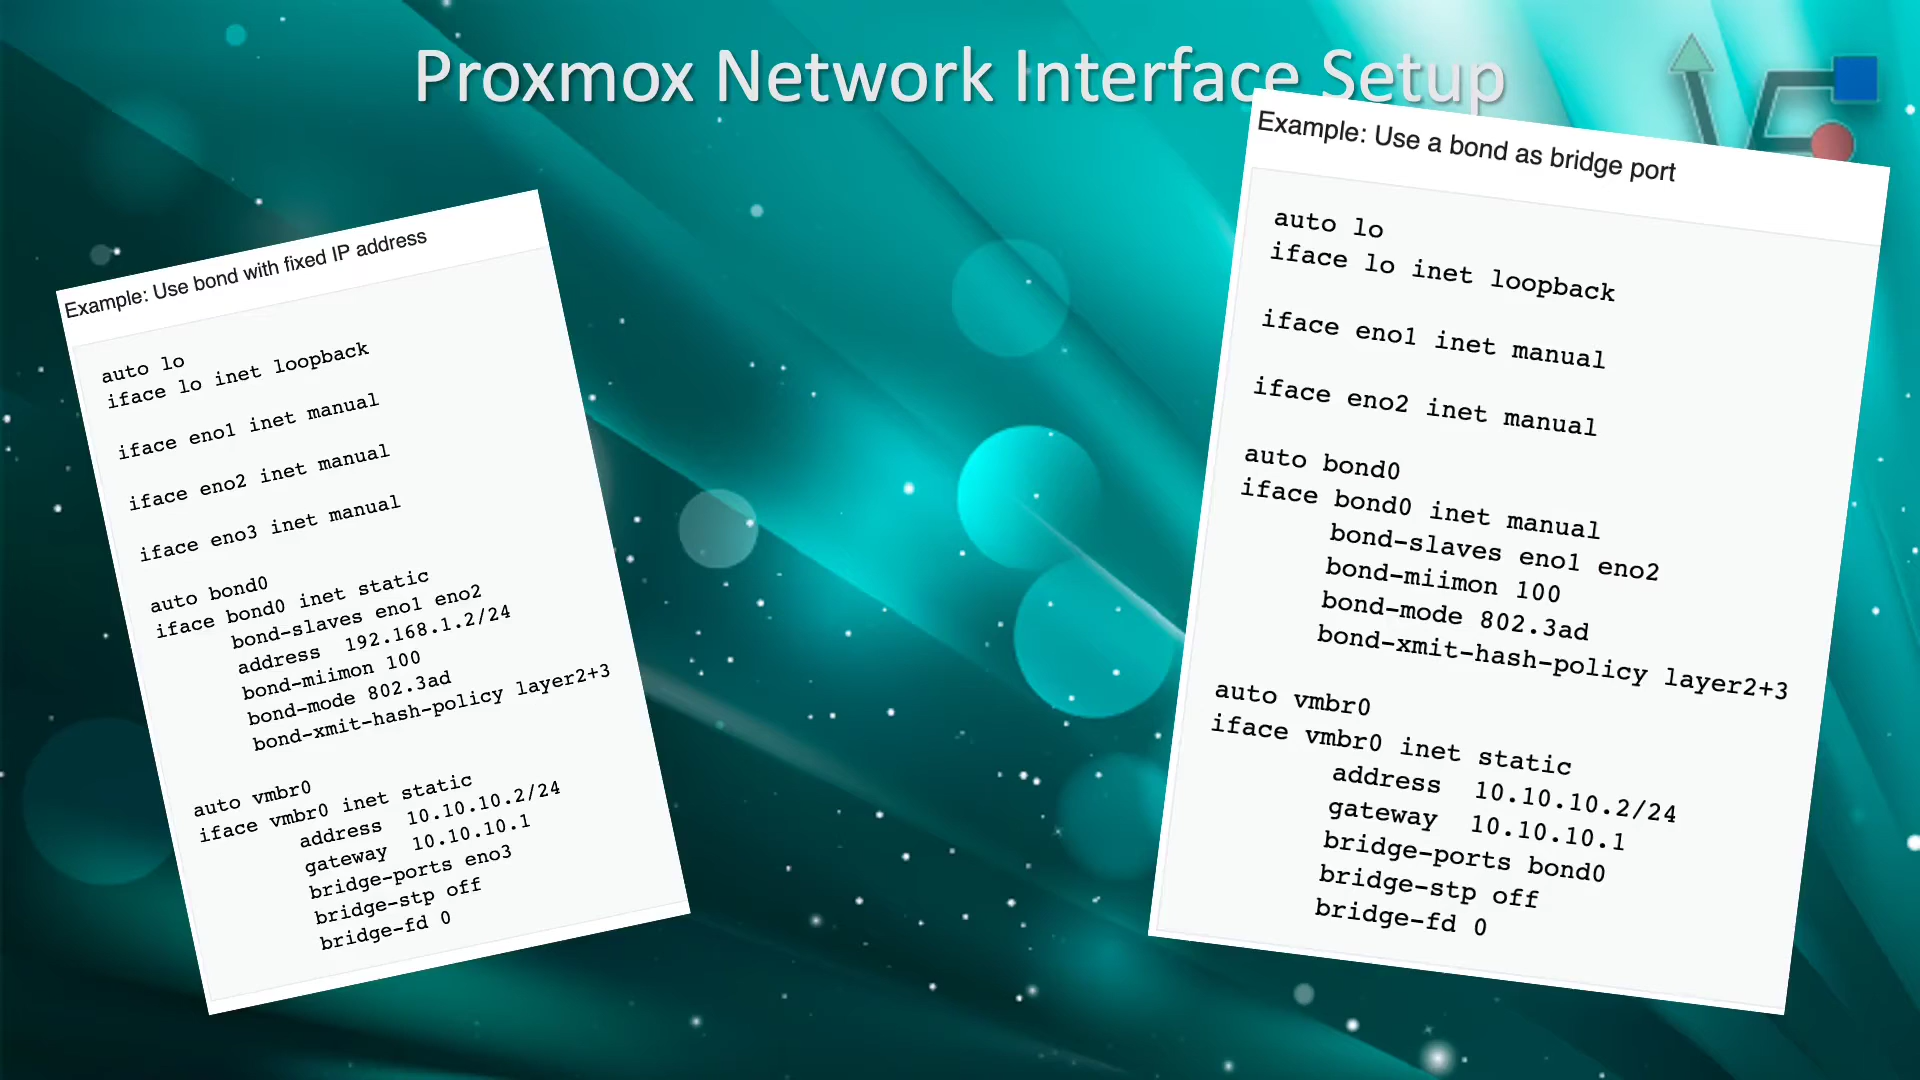 Proxmox Network Interface Setup
Example: Use bond with fixed IP address
auto lo
iface lo inet loopback
iface eno1 inet manual
iface eno2 inet manual
iface eno3 inet manual
auto bond0
iface bond0 inet static
bond-slaves eno1 eno2
address 192.168.1.2/24
bond-miimon 100
bond-mode 802.3ad
bond-xmit-hash-policy layer2+3
auto vmbr0
iface vmbr0 inet static
address 10.10.10.2/24
gateway 10.10.10.1
bridge-ports eno3
bridge-stp off
bridge-fd 0
Example: Use a bond as bridge port
auto lo
iface lo inet loopback
iface eno1 inet manual
iface eno2 inet manual
auto bond0
iface bond0 inet manual
bond-slaves eno1 eno2
bond-miimon 100
bond-mode 802.3ad
bond-xmit-hash-policy layer2+3
auto vmbr0
iface vmbr0 inet static
address 10.10.10.2/24
gateway 10.10.10.1
bridge-ports bond0
bridge-stp off
bridge-fd 0